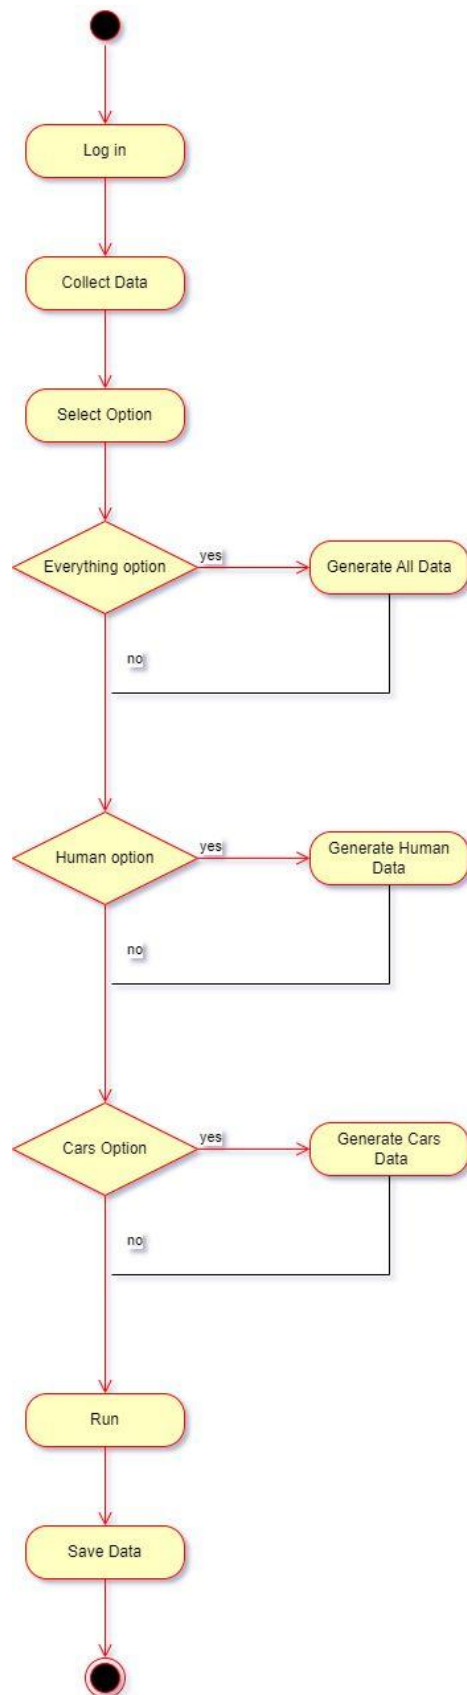 Log in
Collect Data
Select Option
Everything option
yes
Generate All Data
no
Human option
yes
Generate Human
Data
no
Cars Option
yes
Generate Cars
Data
no
Run
Save Data